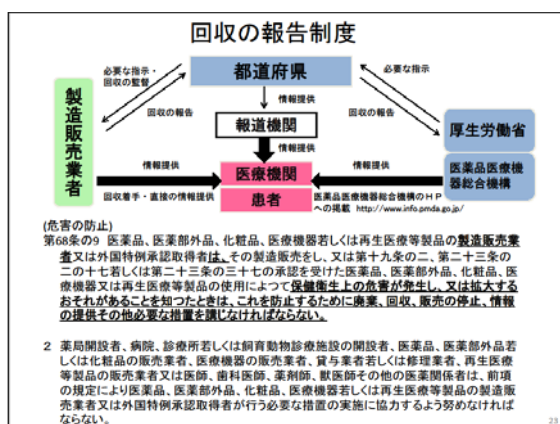 回収の報告制度
必要な指示・
回収の監督
都道府県
必要な指示
製造販売業者
回収の報告
情報提供
回収の報告
報道機関
厚生労働省
情報提供
情報提供
医療機関
情報提供
医薬品医療機
器総合機構
回収着手・直接の情報提供
患者
医薬品医療機器総合機構のHP
への掲載 http://www.info.pmda.go.jp/
(危害の防止)
第68条の9 医薬品、医薬部外品、化粧品、医療機器若しくは再生医療等製品の製造販売業
者又は外国特例承認取得者は、その製造販売をし、又は第十九条の二、第二十三条
の二の十七若しくは第二十三条の三十七の承認を受けた医薬品、医薬部外品、化粧品、医
療機器又は再生医療等製品の使用によつて保健衛生上の危害が発生し、又は拡大する
おそれがあることを知つたときは、これを防止するために廃棄、回収、販売の停止、情報
の提供その他必要な措置を講じなければならない。
2 薬局開設者、病院、診療所若しくは飼育動物診療施設の開設者、医薬品、医薬部外品若
しくは化粧品の販売業者、医療機器の販売業者、貸与業者若しくは修理業者、再生医療
等製品の販売業者又は医師、歯科医師、薬剤師、獣医師その他の医薬関係者は、前項
の規定により医薬品、医薬部外品、化粧品、医療機器若しくは再生医療等製品の製造販
売業者又は外国特例承認取得者が行う必要な措置の実施に協力するよう努めなければ
ならない。
23